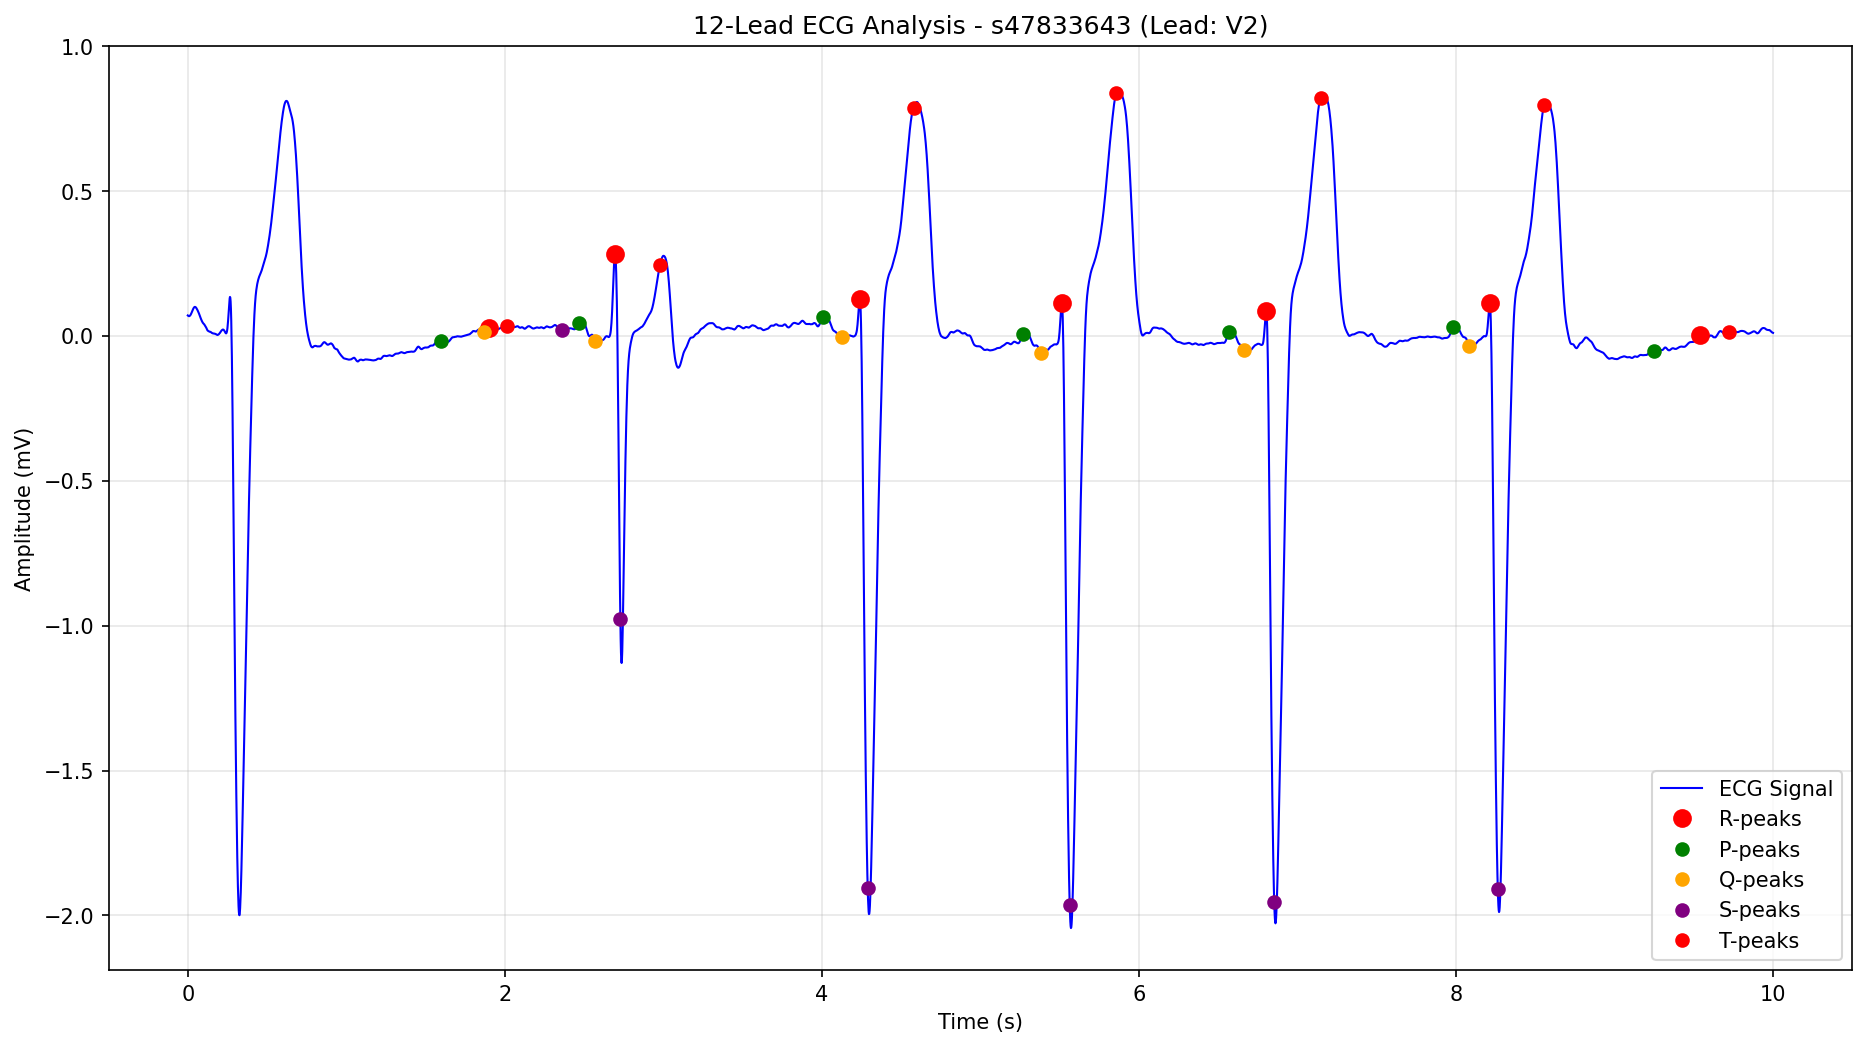 12-Lead ECG Analysis - s47833643 (Lead: V2)
1.0
0.5
0.0
−0.5
−1.0
−1.5
−2.0
Amplitude (mV)
ECG Signal
R-peaks
P-peaks
Q-peaks
S-peaks
T-peaks
0
2
4
6
8
10
Time (s)